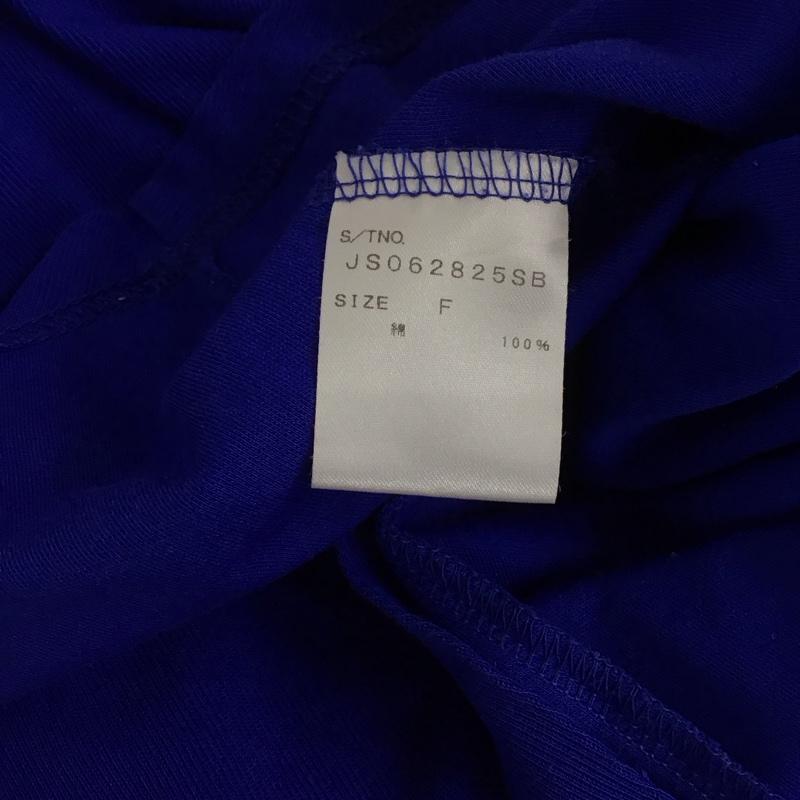 S/TNO.
JS062825SB
SIZE F
綿 100%